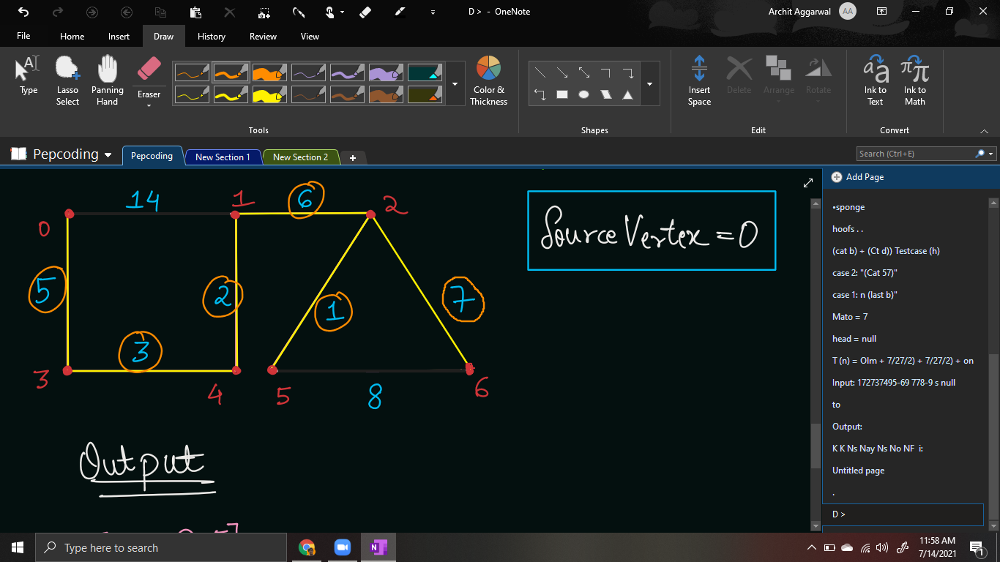 D > - OneNote
Archit Aggarwal AA
File Home Insert Draw History Review View
Type
Lasso Select
Panning Hand
Eraser
Color & Thickness
Insert Space
Delete
Arrange
Rotate
Ink to Text
Ink to Math
Tools Shapes Edit Convert
Pepcoding
Pepcoding New Section 1 New Section 2 +
Search (Ctrl+E)
Add Page
14 1 6 2
0
Source Vertex = 0
5 2 1 7
3
3 4 5 8 6
Output
•sponge
hoofs . .
(cat b) + (Ct d)) Testcase (h)
case 2: "(Cat 57)"
case 1: n (last b)"
Mato = 7
head = null
T (n) = OIm + 7/27/2) + 7/27/2) + on
Input: 172737495-69 778-9 s null
to
Output:
K K Ns Nay Ns No NF i:
Untitled page
.
D >
Type here to search
11:58 AM
7/14/2021
1